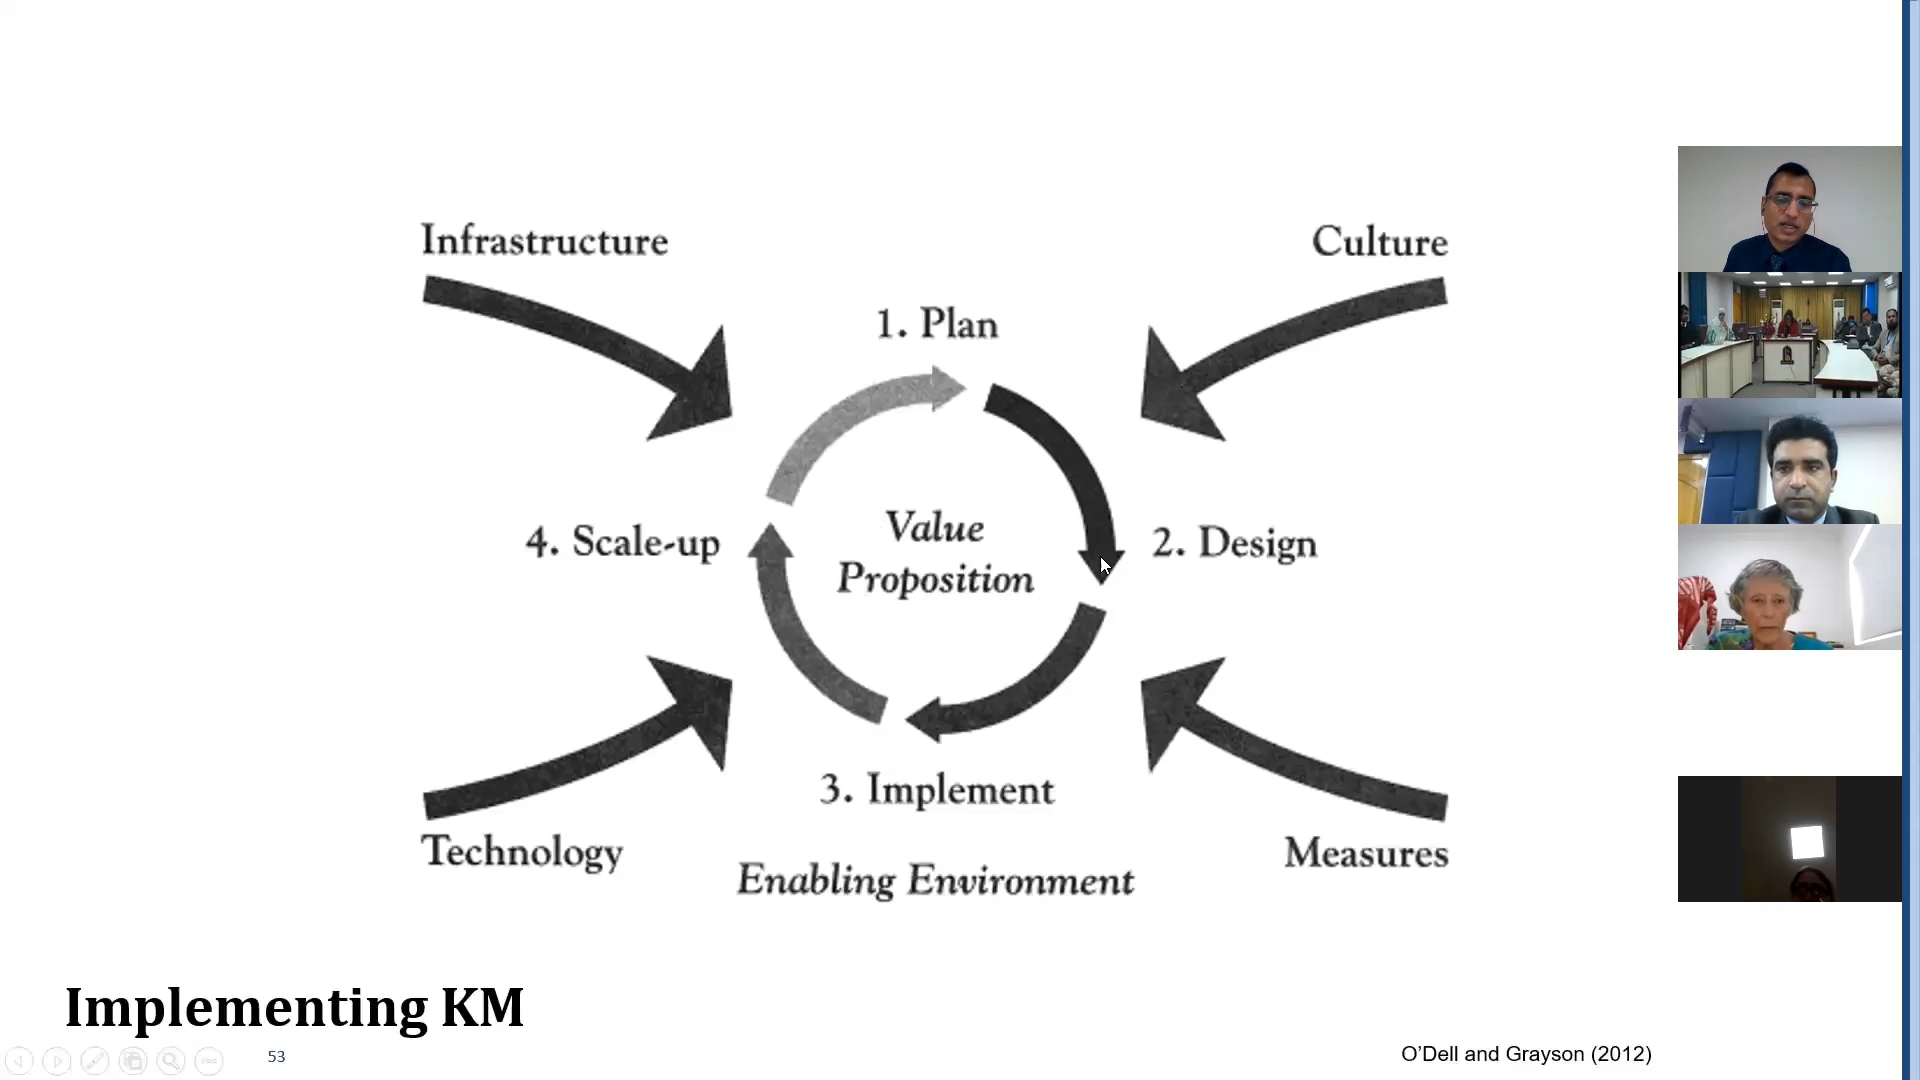 Infrastructure
Culture
1. Plan
Value
Proposition
4. Scale-up
2. Design
3. Implement
Technology
Measures
Enabling Environment
Implementing KM
53
O’Dell and Grayson (2012)